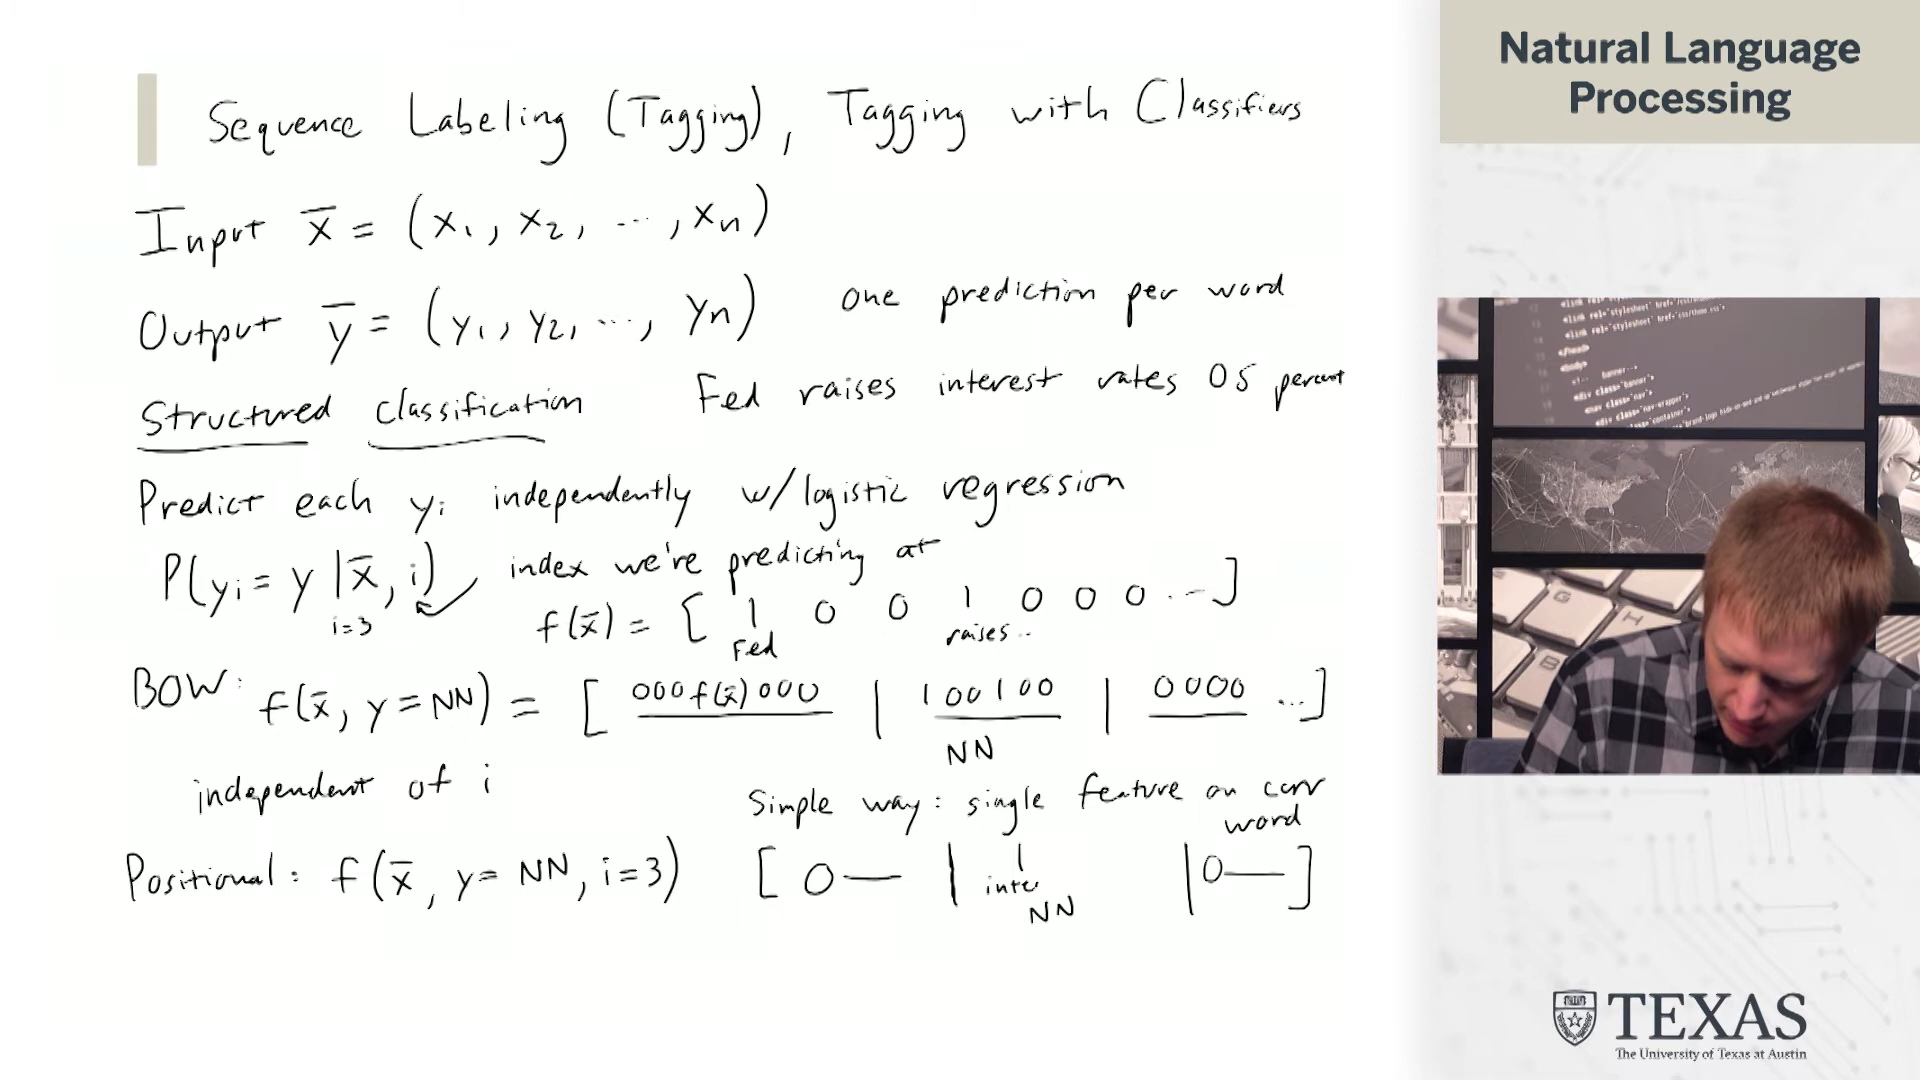 Sequence Labeling (Tagging), Tagging with Classifiers
Input x̄ = (x₁, x₂, ..., xₙ)
Output ȳ = (y₁, y₂, ..., yₙ) one prediction per word
Structured classification Fed raises interest rates 05 percent
Predict each yᵢ independently w/ logistic regression
P(yᵢ = y | x̄, i) index we're predicting at
i=3 f(x̄) = [ 1 0 0 1 0 0 0 ... ]
Fed raises..
BOW: f(x̄, y = NN) = [ 000 f(x̄) 000 | 100100 | 0000 ... ]
NN
independent of i
Simple way: single feature on curr
word
Positional: f(x̄, y = NN, i = 3) [ 0— | 1 | 0— ]
inte
NN
Natural Language
Processing
TEXAS
The University of Texas at Austin